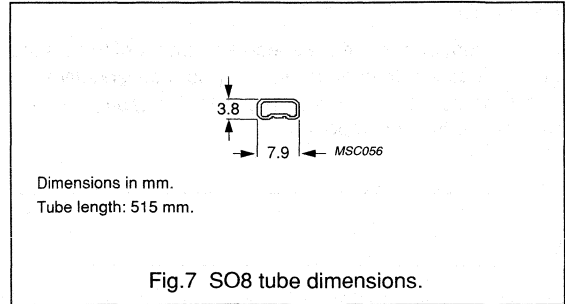 3.8
7.9
MSC056
Dimensions in mm.
Tube length: 515 mm.
Fig.7 SO8 tube dimensions.